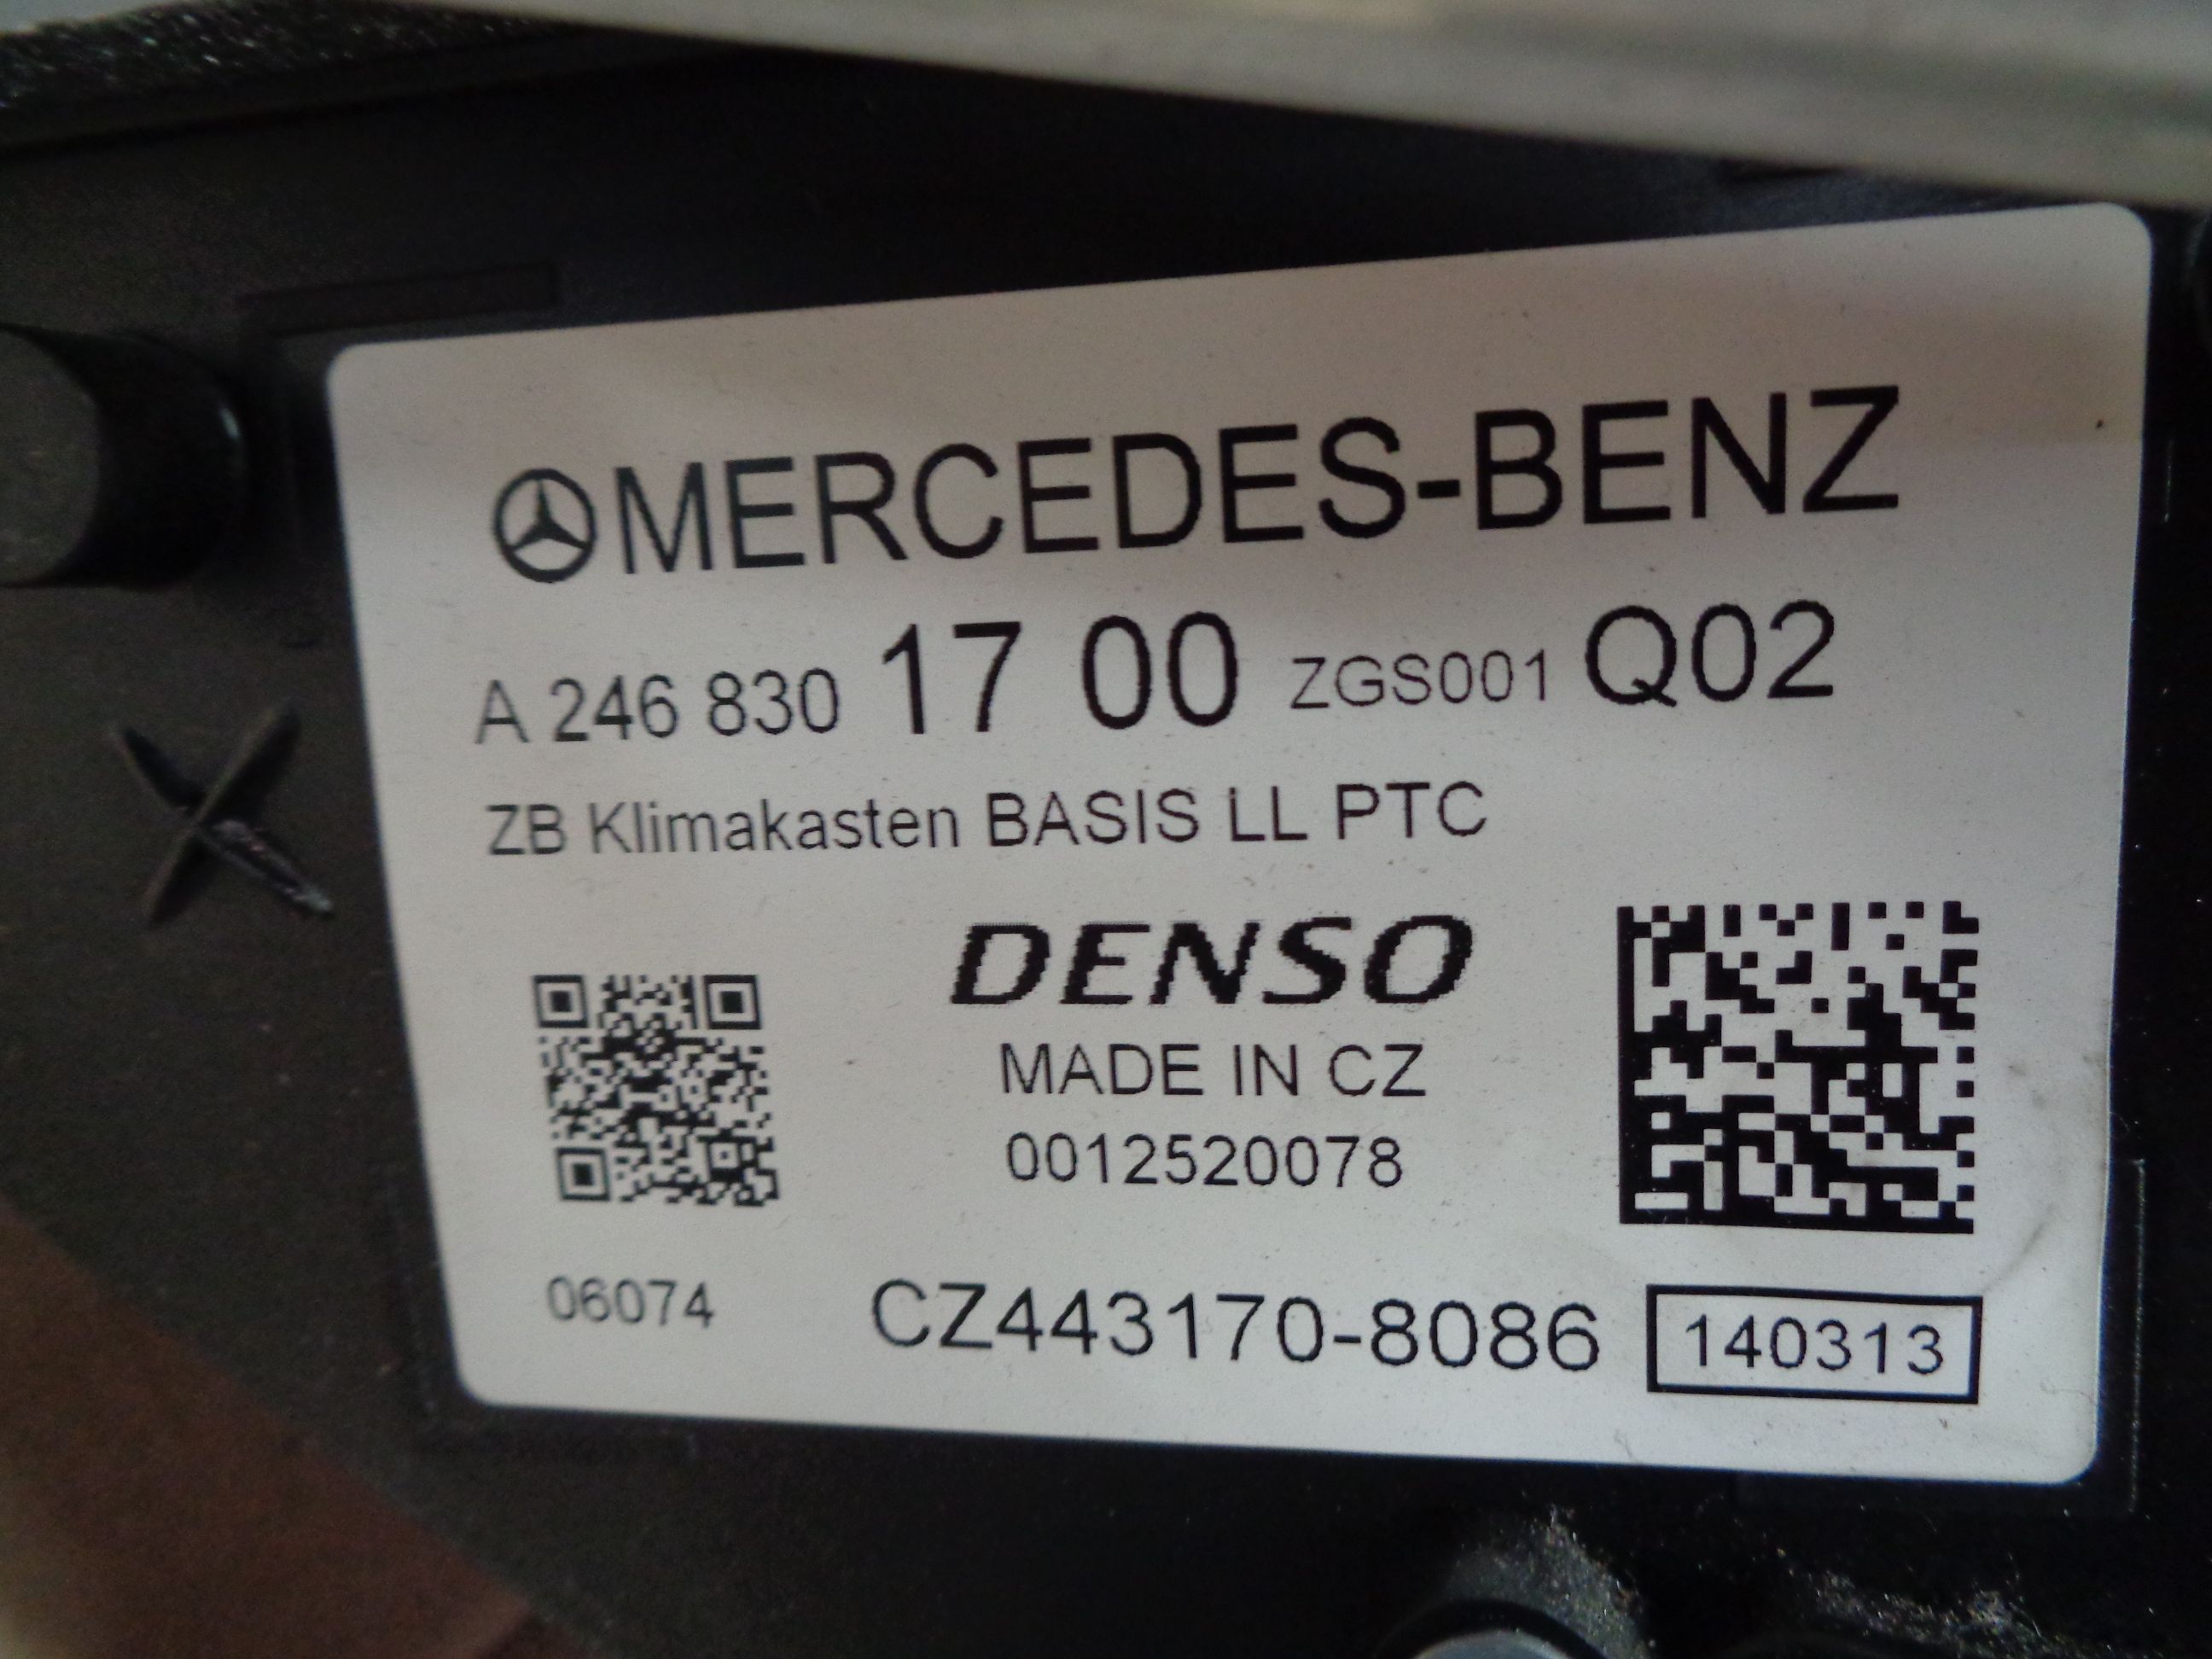 MERCEDES-BENZ
A 246 830 17 00 ZGS001 Q02
ZB Klimakasten BASIS LL PTC
DENSO
MADE IN CZ
0012520078
06074 CZ443170-8086 140313